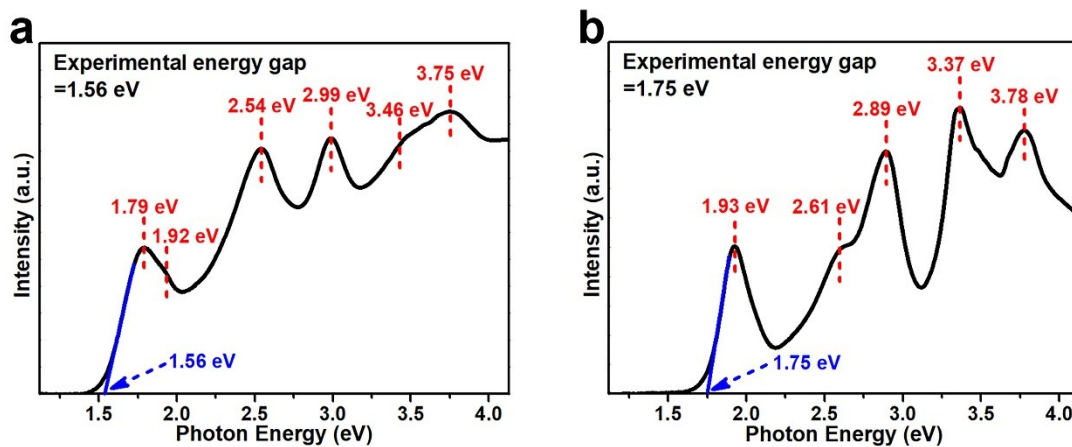 a
Experimental energy gap
=1.56 eV
1.79 eV
1.92 eV
2.54 eV
2.99 eV
3.46 eV
3.75 eV
1.56 eV
Intensity (a.u.)
1.5 2.0 2.5 3.0 3.5 4.0
Photon Energy (eV)
b
Experimental energy gap
=1.75 eV
1.93 eV
2.61 eV
2.89 eV
3.37 eV
3.78 eV
1.75 eV
Intensity (a.u.)
1.5 2.0 2.5 3.0 3.5 4.0
Photon Energy (eV)